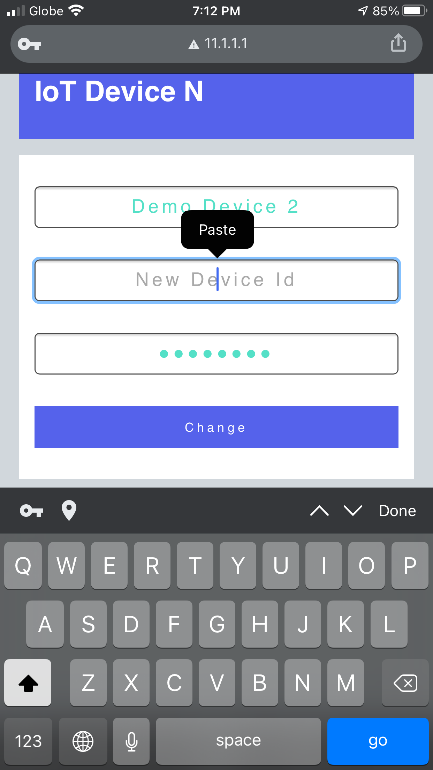 Globe 7:12 PM 85%
11.1.1.1
IoT Device N
Demo Device 2
Paste
New Device Id
Change
Done
Q W E R T Y U I O P
A S D F G H J K L
Z X C V B N M
123 space go